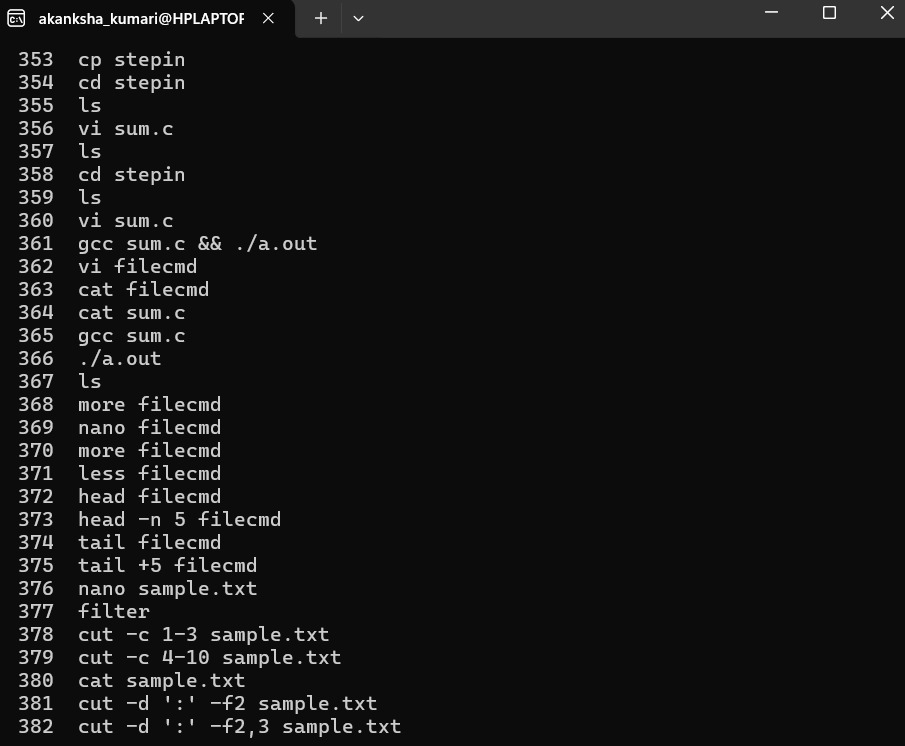 akanksha_kumari@HPLAPTOP
353 cp stepin
354 cd stepin
355 ls
356 vi sum.c
357 ls
358 cd stepin
359 ls
360 vi sum.c
361 gcc sum.c && ./a.out
362 vi filecmd
363 cat filecmd
364 cat sum.c
365 gcc sum.c
366 ./a.out
367 ls
368 more filecmd
369 nano filecmd
370 more filecmd
371 less filecmd
372 head filecmd
373 head -n 5 filecmd
374 tail filecmd
375 tail +5 filecmd
376 nano sample.txt
377 filter
378 cut -c 1-3 sample.txt
379 cut -c 4-10 sample.txt
380 cat sample.txt
381 cut -d ':' -f2 sample.txt
382 cut -d ':' -f2,3 sample.txt